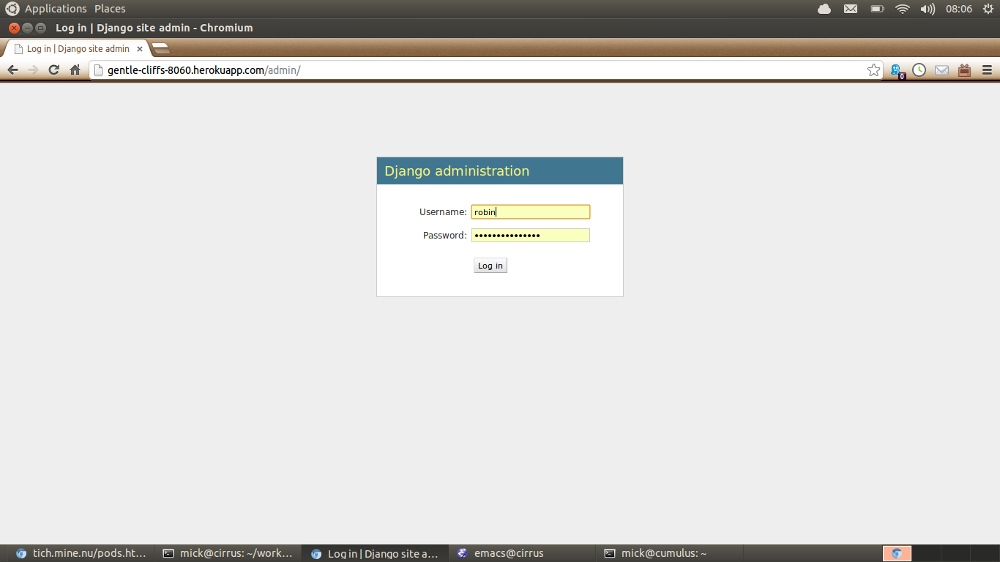 Applications Places 08:06
Log in | Django site admin - Chromium
Log in | Django site admin
gentle-cliffs-8060.herokuapp.com/admin/
0
Django administration
Username: robin
Password: •••••••••••••••
Log in
tich.mine.nu/pods.ht... mick@cirrus: ~/work... Log in | Django site a... emacs@cirrus mick@cumulus: ~